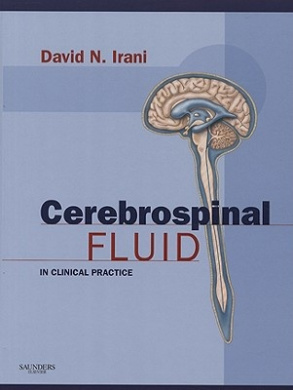 David N. Irani
Cerebrospinal
FLUID
IN CLINICAL PRACTICE
SAUNDERS
ELSEVIER